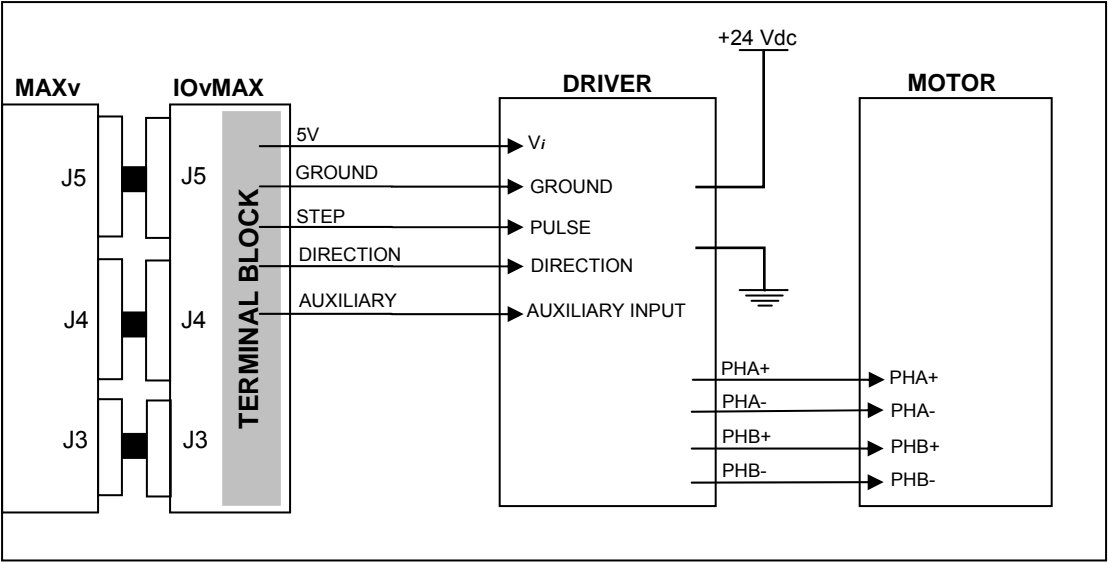 +24 Vdc
MAXv
IOvMAX
DRIVER
MOTOR
J5
J5
J4
J4
J3
J3
TERMINAL BLOCK
5V
GROUND
STEP
DIRECTION
AUXILIARY
Vi
GROUND
PULSE
DIRECTION
AUXILIARY INPUT
PHA+
PHA-
PHB+
PHB-
PHA+
PHA-
PHB+
PHB-